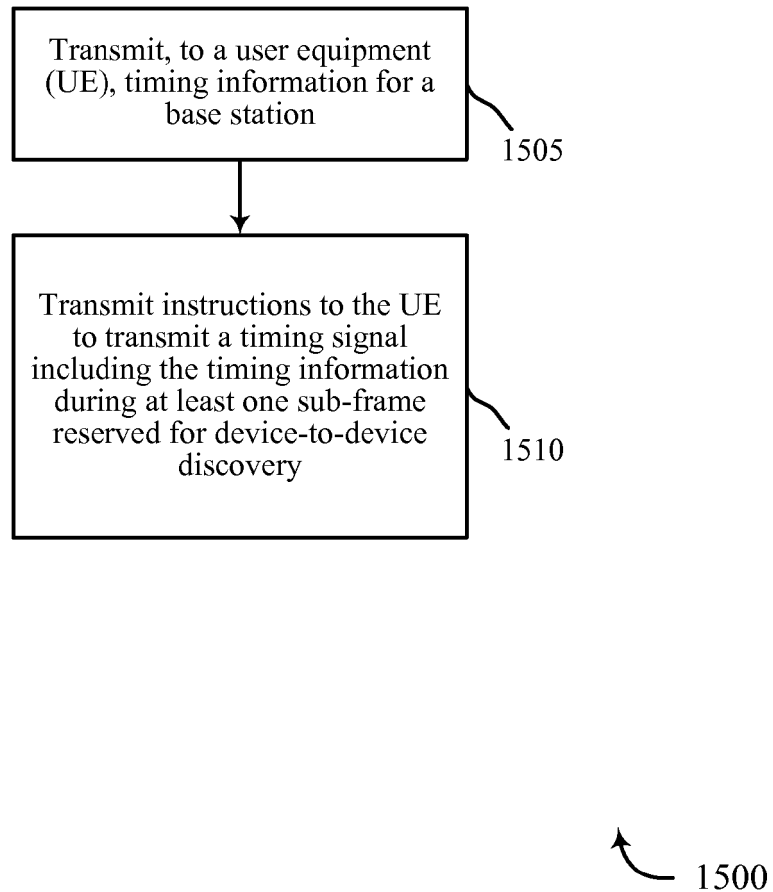 Transmit, to a user equipment
(UE), timing information for a
base station
1505
Transmit instructions to the UE
to transmit a timing signal
including the timing information
during at least one sub-frame
reserved for device-to-device
discovery
1510
1500